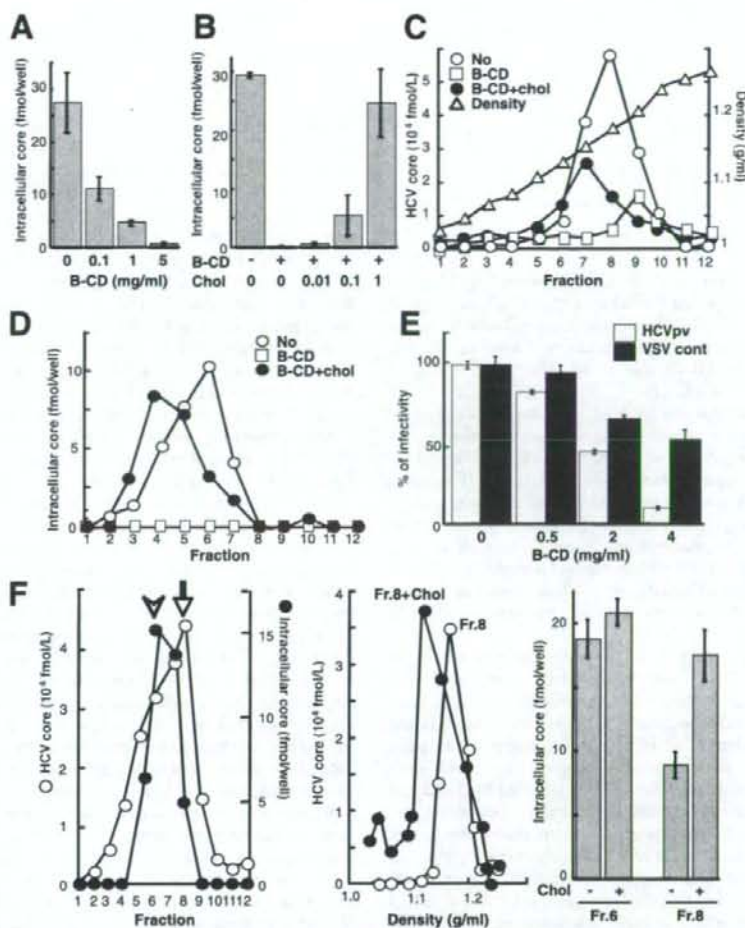 A
Intracellular core (fmol/well)
30
20
10
0
0 0.1 1 5
B-CD (mg/ml)
B
Intracellular core (fmol/well)
30
20
10
0
B-CD - + + + +
Chol 0 0 0.01 0.1 1
C
No
B-CD
B-CD+chol
Density
HCV core (10⁴ fmol/L)
5
4
3
2
1
0
Density (g/ml)
1.2
1.1
1
1 2 3 4 5 6 7 8 9 10 11 12
Fraction
D
No
B-CD
B-CD+chol
Intracellular core (fmol/well)
10
5
0
1 2 3 4 5 6 7 8 9 10 11 12
Fraction
E
HCVpv
VSV cont
% of infectivity
100
50
0
0 0.5 2 4
B-CD (mg/ml)
F
HCV core (10⁴ fmol/L)
4
3
2
1
0
Intracellular core (fmol/well)
15
10
5
0
1 2 3 4 5 6 7 8 9 10 11 12
Fraction
Fr.8+Chol
Fr.8
HCV core (10⁴ fmol/L)
4
3
2
1
0
1.0 1.1 1.2
Density (g/ml)
Intracellular core (fmol/well)
20
10
0
Chol - + - +
Fr.6 Fr.8